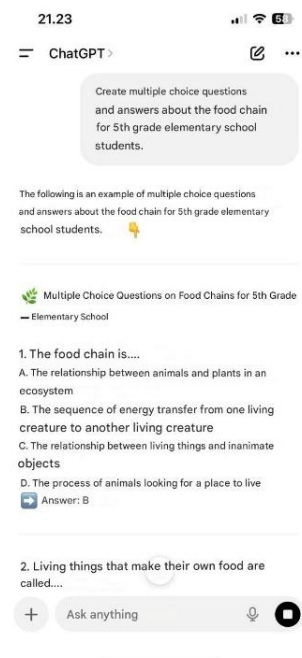 21.23
58
ChatGPT >
Create multiple choice questions
and answers about the food chain
for 5th grade elementary school
students.
The following is an example of multiple choice questions
and answers about the food chain for 5th grade elementary
school students.
Multiple Choice Questions on Food Chains for 5th Grade
— Elementary School
1. The food chain is....
A. The relationship between animals and plants in an
ecosystem
B. The sequence of energy transfer from one living
creature to another living creature
C. The relationship between living things and inanimate
objects
D. The process of animals looking for a place to live
Answer: B
2. Living things that make their own food are
called....
Ask anything